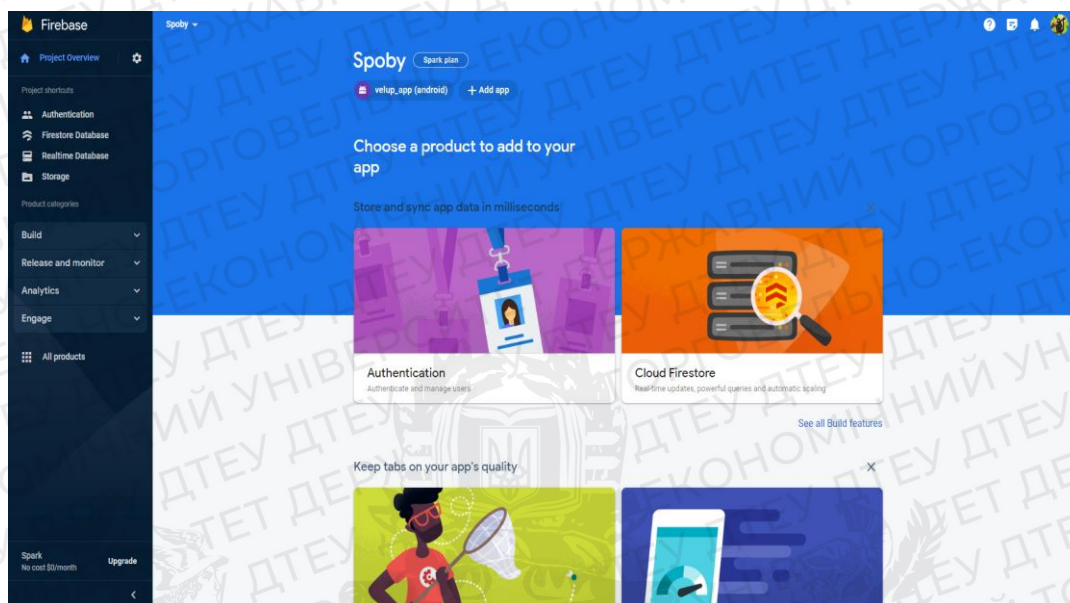 Firebase
Spoby
Project Overview
Spoby Spark plan
velup_app (android) + Add app
Project shortcuts
Authentication
Firestore Database
Realtime Database
Storage
Product categories
Build
Release and monitor
Analytics
Engage
All products
Spark
No cost $0/month
Upgrade
Choose a product to add to your
app
Store and sync app data in milliseconds
Authentication
Authenticate and manage users
Cloud Firestore
Real-time updates, powerful queries and automatic scaling
See all Build features
Keep tabs on your app's quality